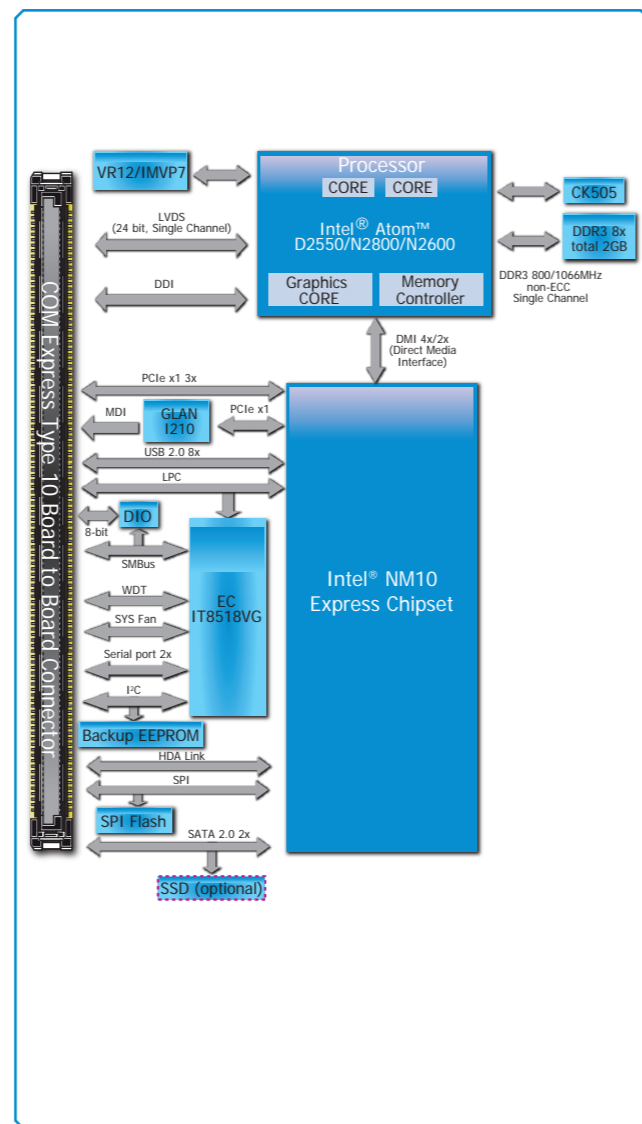 Processor
VR12/IMVP7
CORE
CORE
CK505
LVDS
(24 bit, Single Channel)
Intel® Atom™
D2550/N2800/N2600
DDR3 8x
total 2GB
DDI
Graphics
CORE
Memory
Controller
DDR3 800/1066MHz
non-ECC
Single Channel
DMI 4x/2x
(Direct Media
Interface)
COM Express Type 10 Board to Board Connector
PCIe x1 3x
MDI
GLAN
I210
PCIe x1
USB 2.0 8x
LPC
DIO
8-bit
SMBus
EC
IT8518VG
Intel® NM10
Express Chipset
WDT
SYS Fan
Serial port 2x
I²C
Backup EEPROM
HDA Link
SPI
SPI Flash
SATA 2.0 2x
SSD (optional)